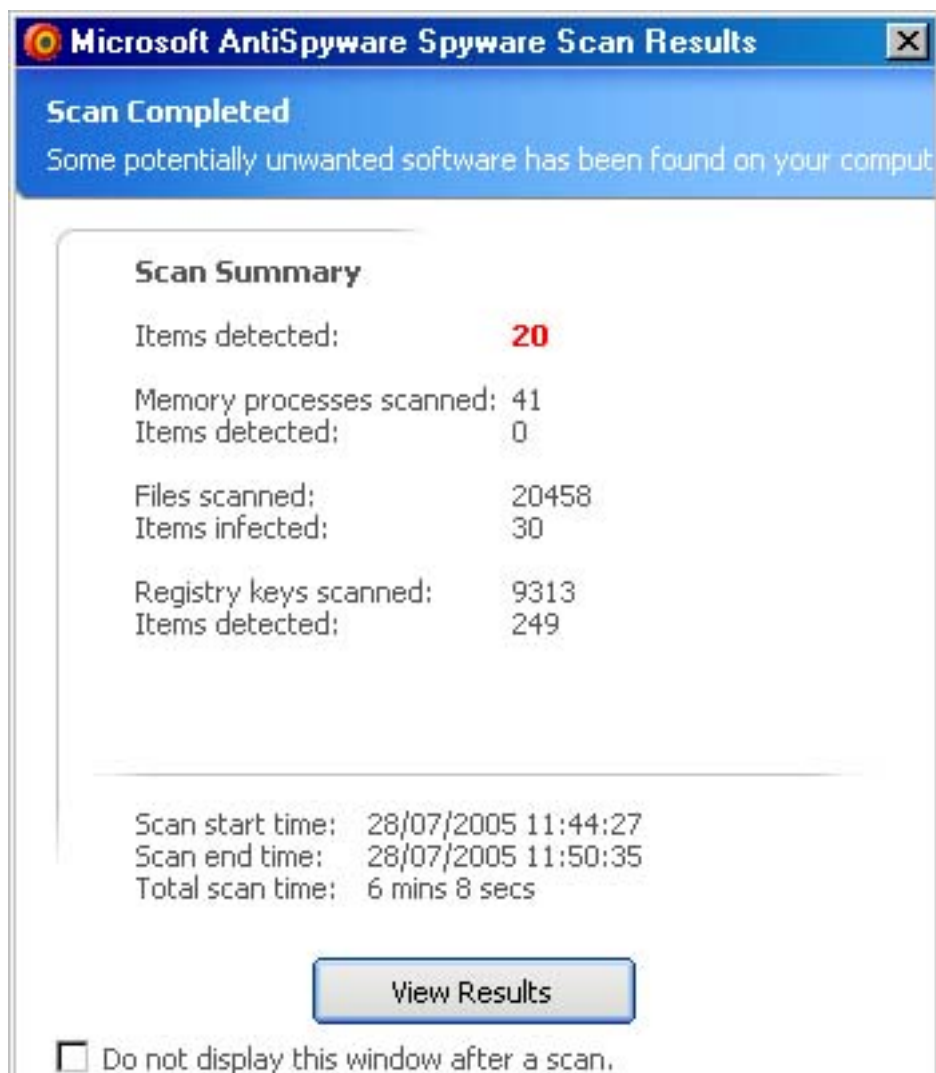 Microsoft AntiSpyware Spyware Scan Results
Scan Completed
Some potentially unwanted software has been found on your comput
Scan Summary
Items detected: 20
Memory processes scanned: 41
Items detected: 0
Files scanned: 20458
Items infected: 30
Registry keys scanned: 9313
Items detected: 249
Scan start time: 28/07/2005 11:44:27
Scan end time: 28/07/2005 11:50:35
Total scan time: 6 mins 8 secs
View Results
Do not display this window after a scan.